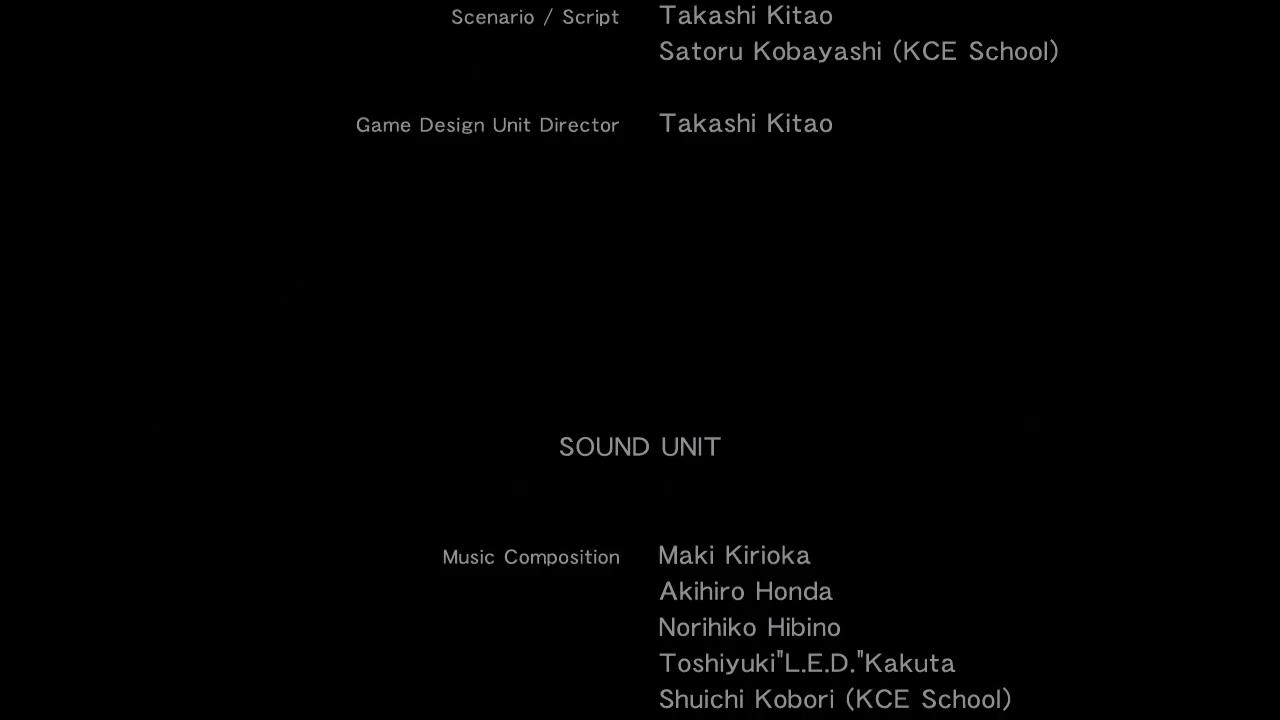 Scenario / Script Takashi Kitao
Satoru Kobayashi (KCE School)
Game Design Unit Director Takashi Kitao
SOUND UNIT
Music Composition Maki Kirioka
Akihiro Honda
Norihiko Hibino
Toshiyuki"L.E.D."Kakuta
Shuichi Kobori (KCE School)